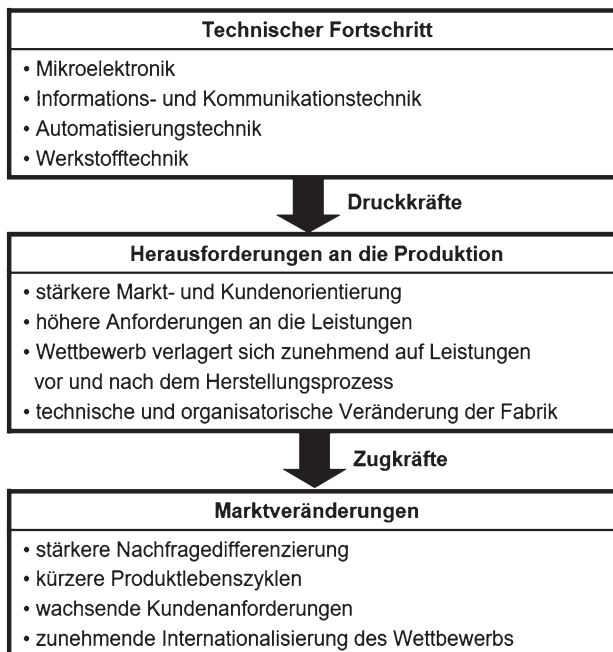 Technischer Fortschritt
• Mikroelektronik
• Informations- und Kommunikationstechnik
• Automatisierungstechnik
• Werkstofftechnik
Druckkräfte
Herausforderungen an die Produktion
• stärkere Markt- und Kundenorientierung
• höhere Anforderungen an die Leistungen
• Wettbewerb verlagert sich zunehmend auf Leistungen
vor und nach dem Herstellungsprozess
• technische und organisatorische Veränderung der Fabrik
Zugkräfte
Marktveränderungen
• stärkere Nachfragedifferenzierung
• kürzere Produktlebenszyklen
• wachsende Kundenanforderungen
• zunehmende Internationalisierung des Wettbewerbs